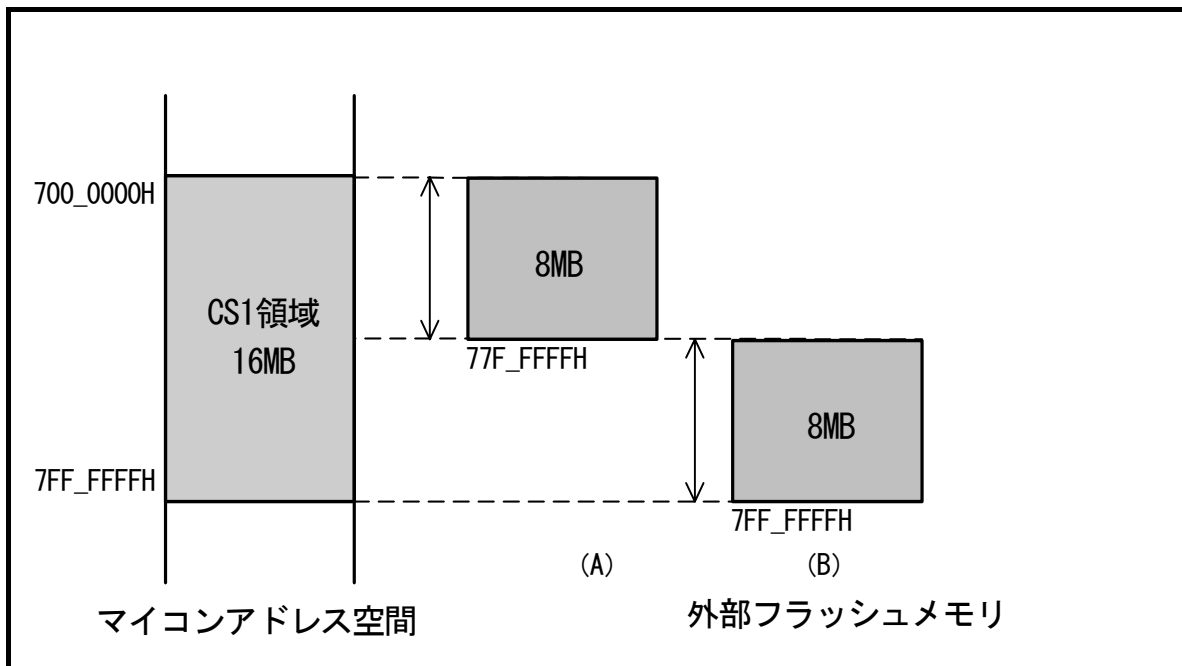 700_0000H
8MB
CS1領域
16MB
77F_FFFFH
8MB
7FF_FFFFH
7FF_FFFFH
(A)
(B)
マイコンアドレス空間
外部フラッシュメモリ